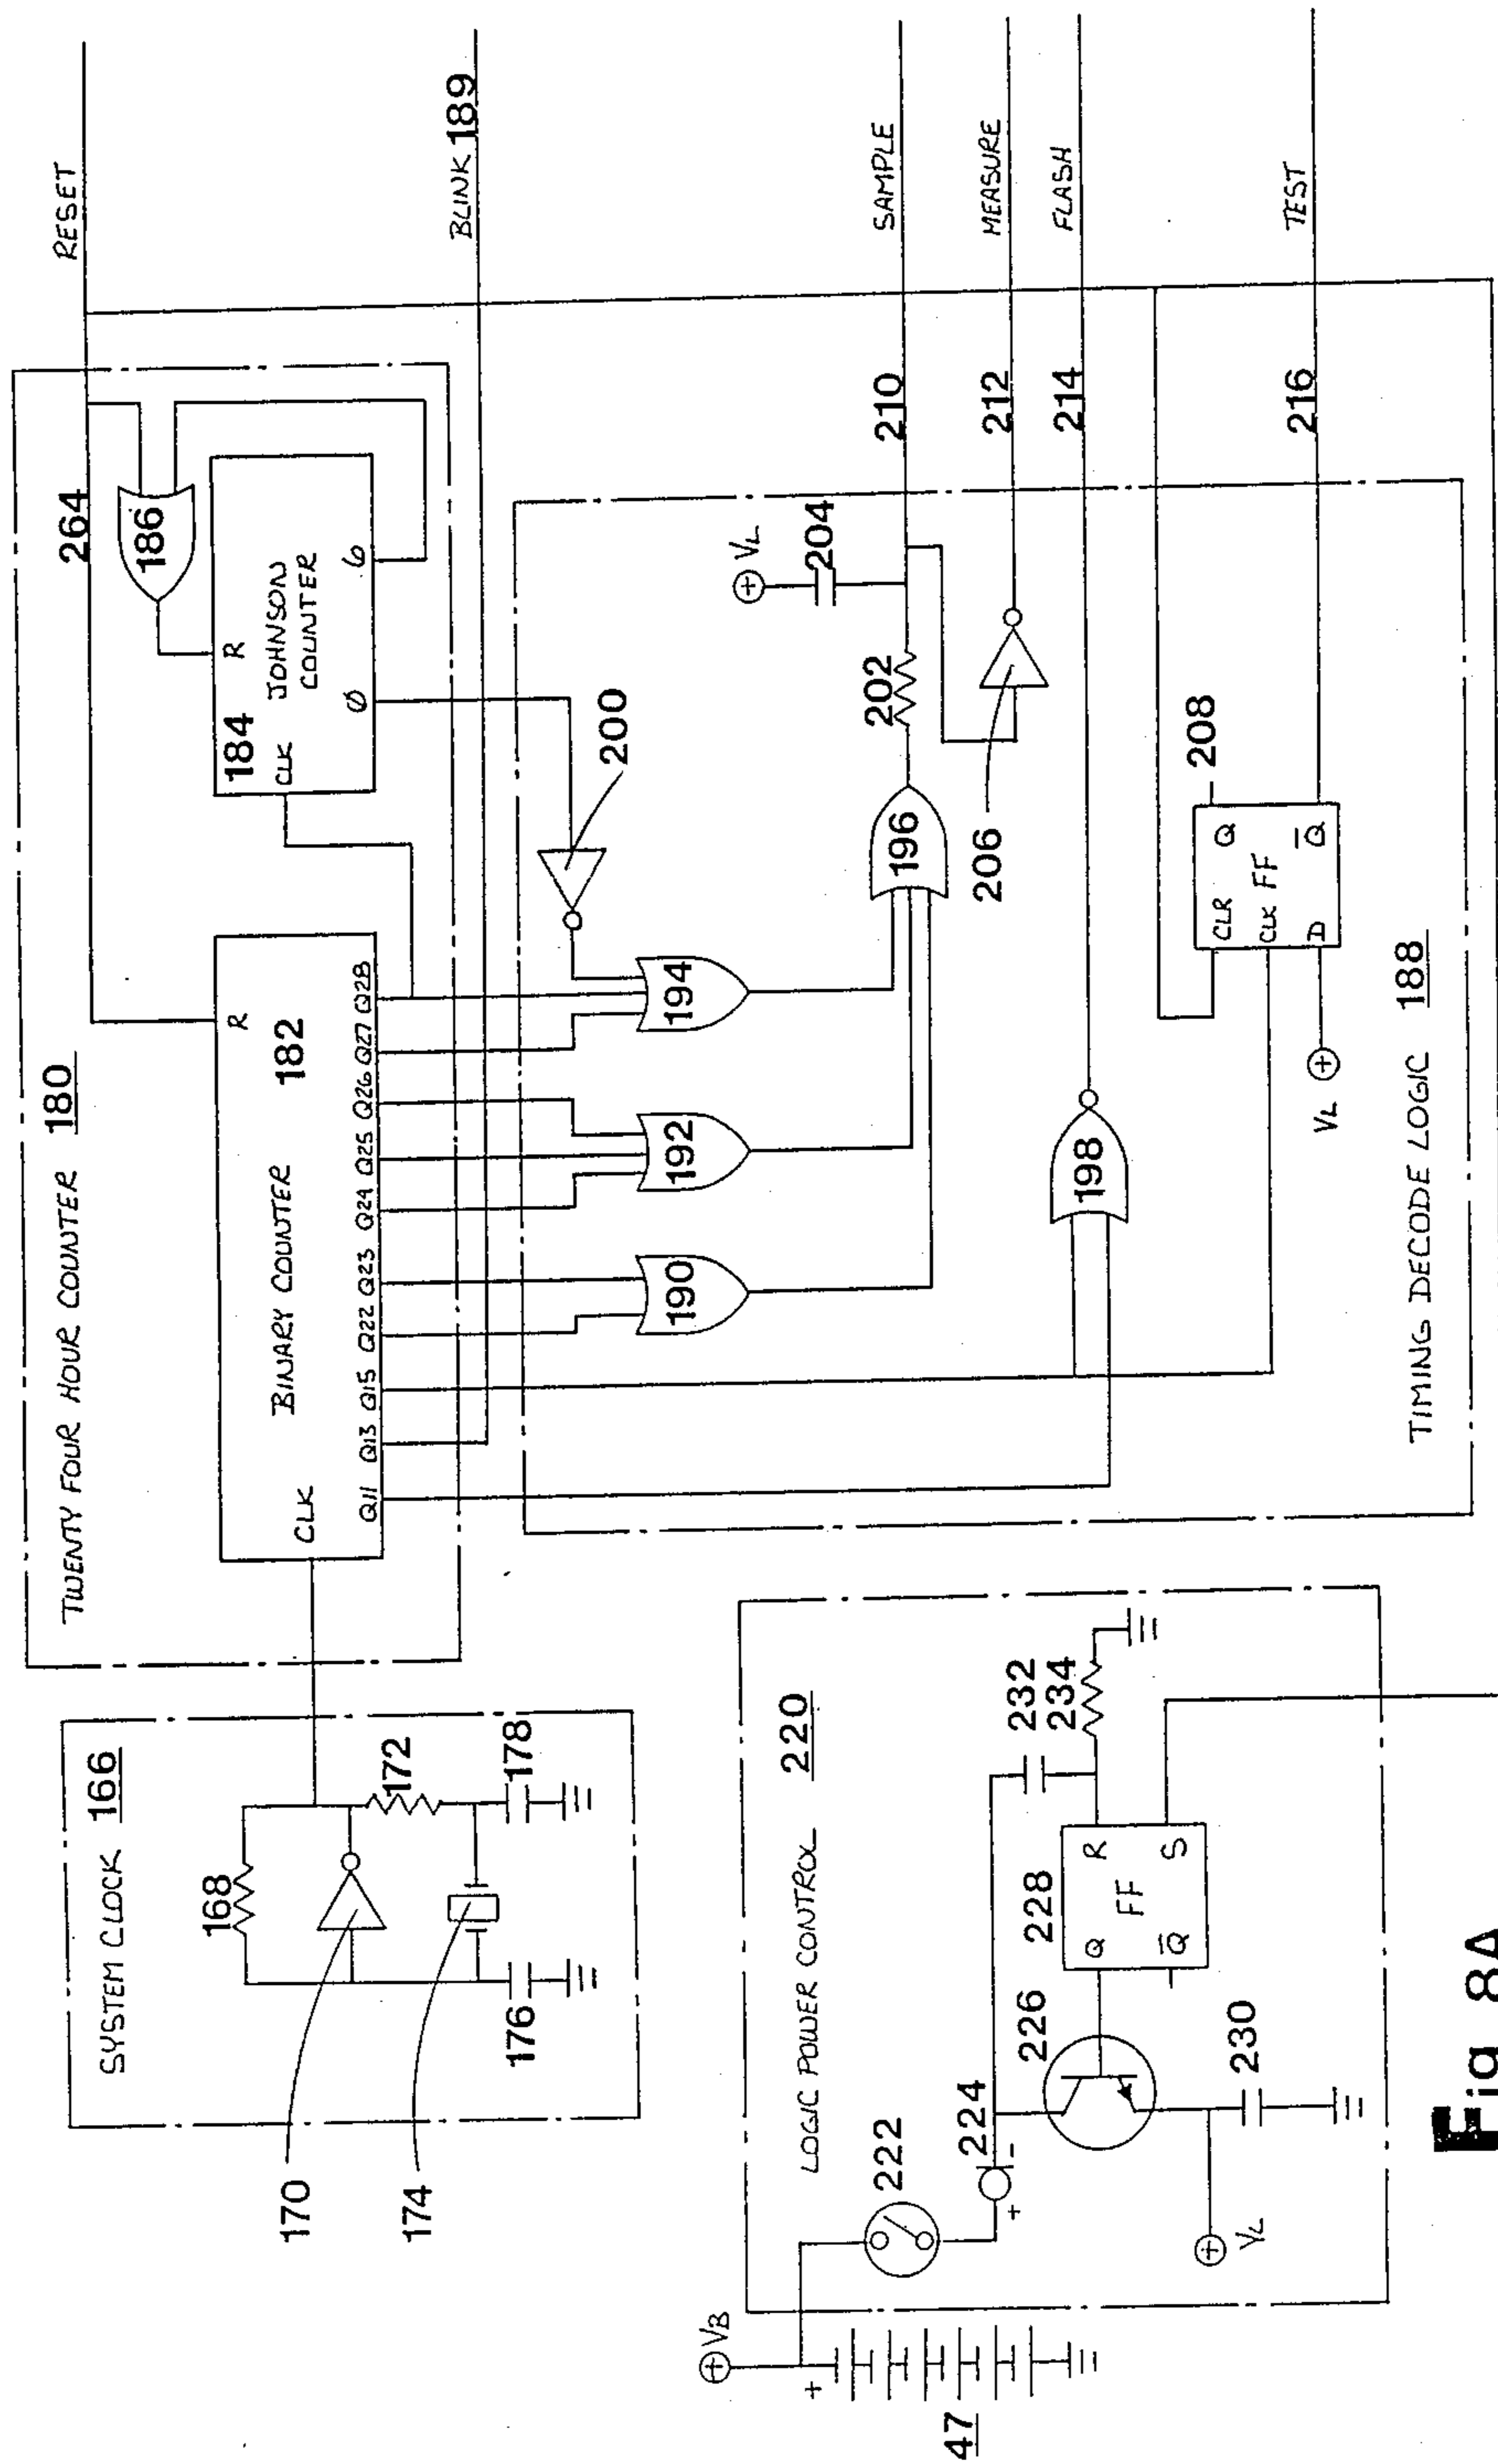 TWENTY FOUR HOUR COUNTER 180
RESET
264
186
R
184
JOHNSON
COUNTER
CLK
Ø
6
R
182
BINARY COUNTER
CLK
Q11
Q13
Q15
Q22
Q23
Q24
Q25
Q26
Q27
Q28
BLINK 189
SYSTEM CLOCK 166
168
170
172
174
176
178
200
194
192
190
196
202
204
VL
206
198
210
SAMPLE
212
MEASURE
214
FLASH
216
TEST
208
CLR
Q
CLK FF
D
Q
VL
TIMING DECODE LOGIC 188
LOGIC POWER CONTROL 220
VB
+
47
222
224
+
-
226
228
Q
R
FF
Q
S
230
232
234
VL
Fig 8A